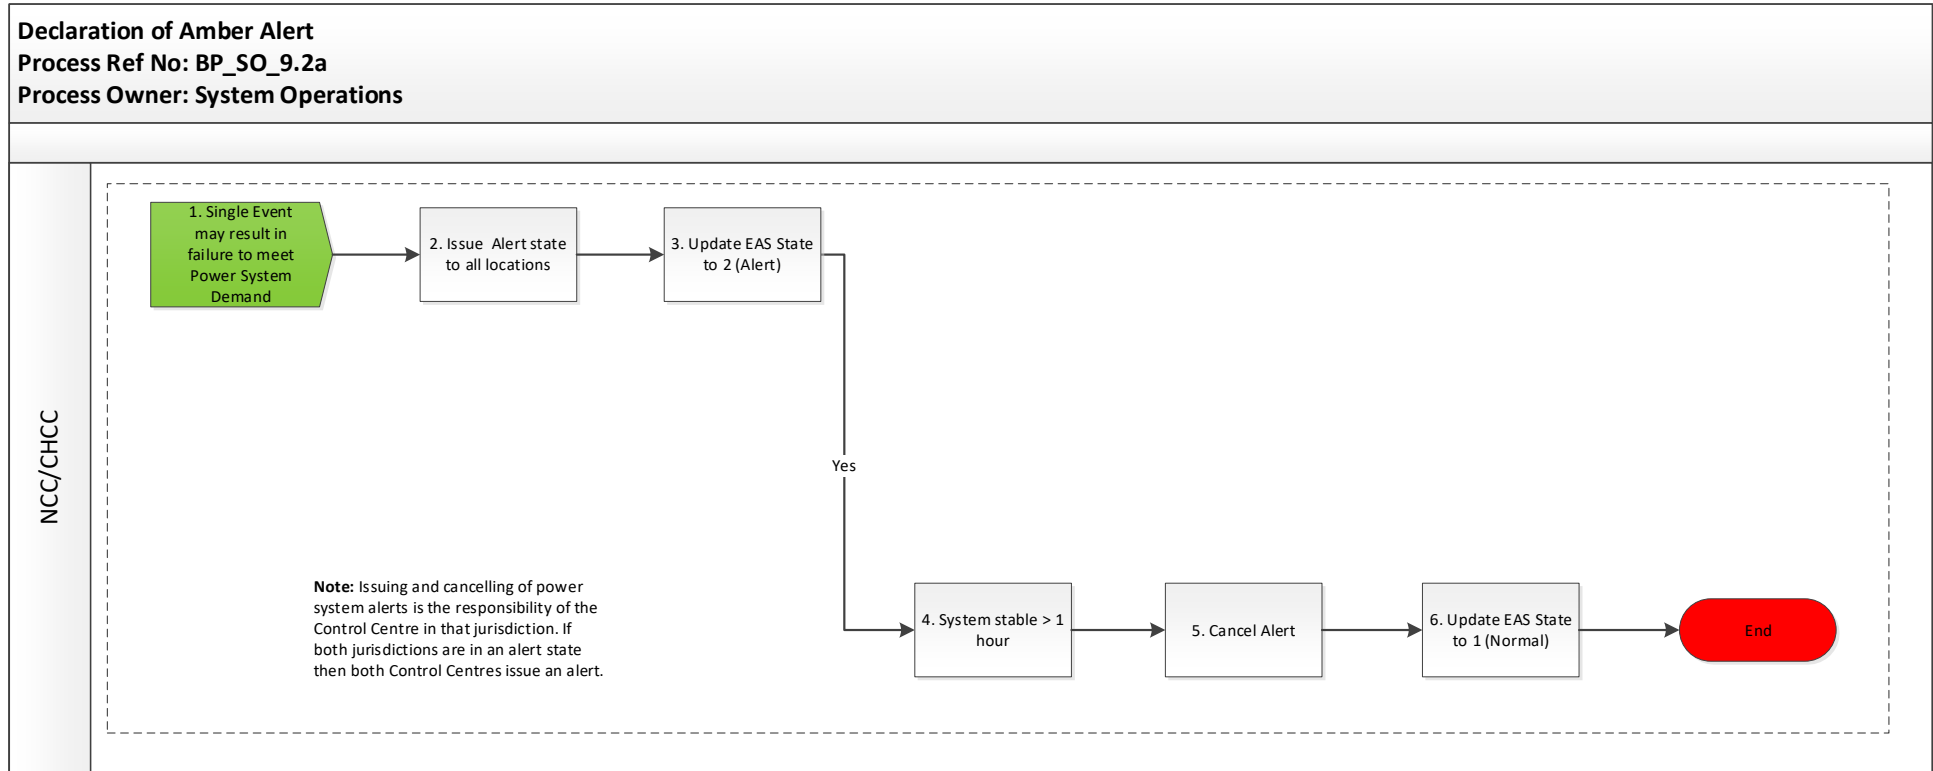 Declaration of Amber Alert
Process Ref No: BP_SO_9.2a
Process Owner: System Operations
NCC/CHCC
1. Single Event
may result in
failure to meet
Power System
Demand
2. Issue Alert state
to all locations
3. Update EAS State
to 2 (Alert)
Yes
Note: Issuing and cancelling of power
system alerts is the responsibility of the
Control Centre in that jurisdiction. If
both jurisdictions are in an alert state
then both Control Centres issue an alert.
4. System stable > 1
hour
5. Cancel Alert
6. Update EAS State
to 1 (Normal)
End